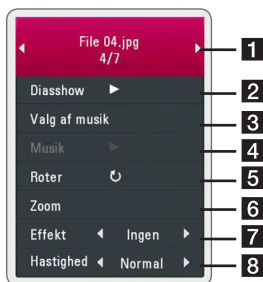 File 04.jpg
4/7
1
Diasshow
2
Valg af musik
3
Musik
4
Roter
5
Zoom
6
Effekt Ingen
7
Hastighed Normal
8